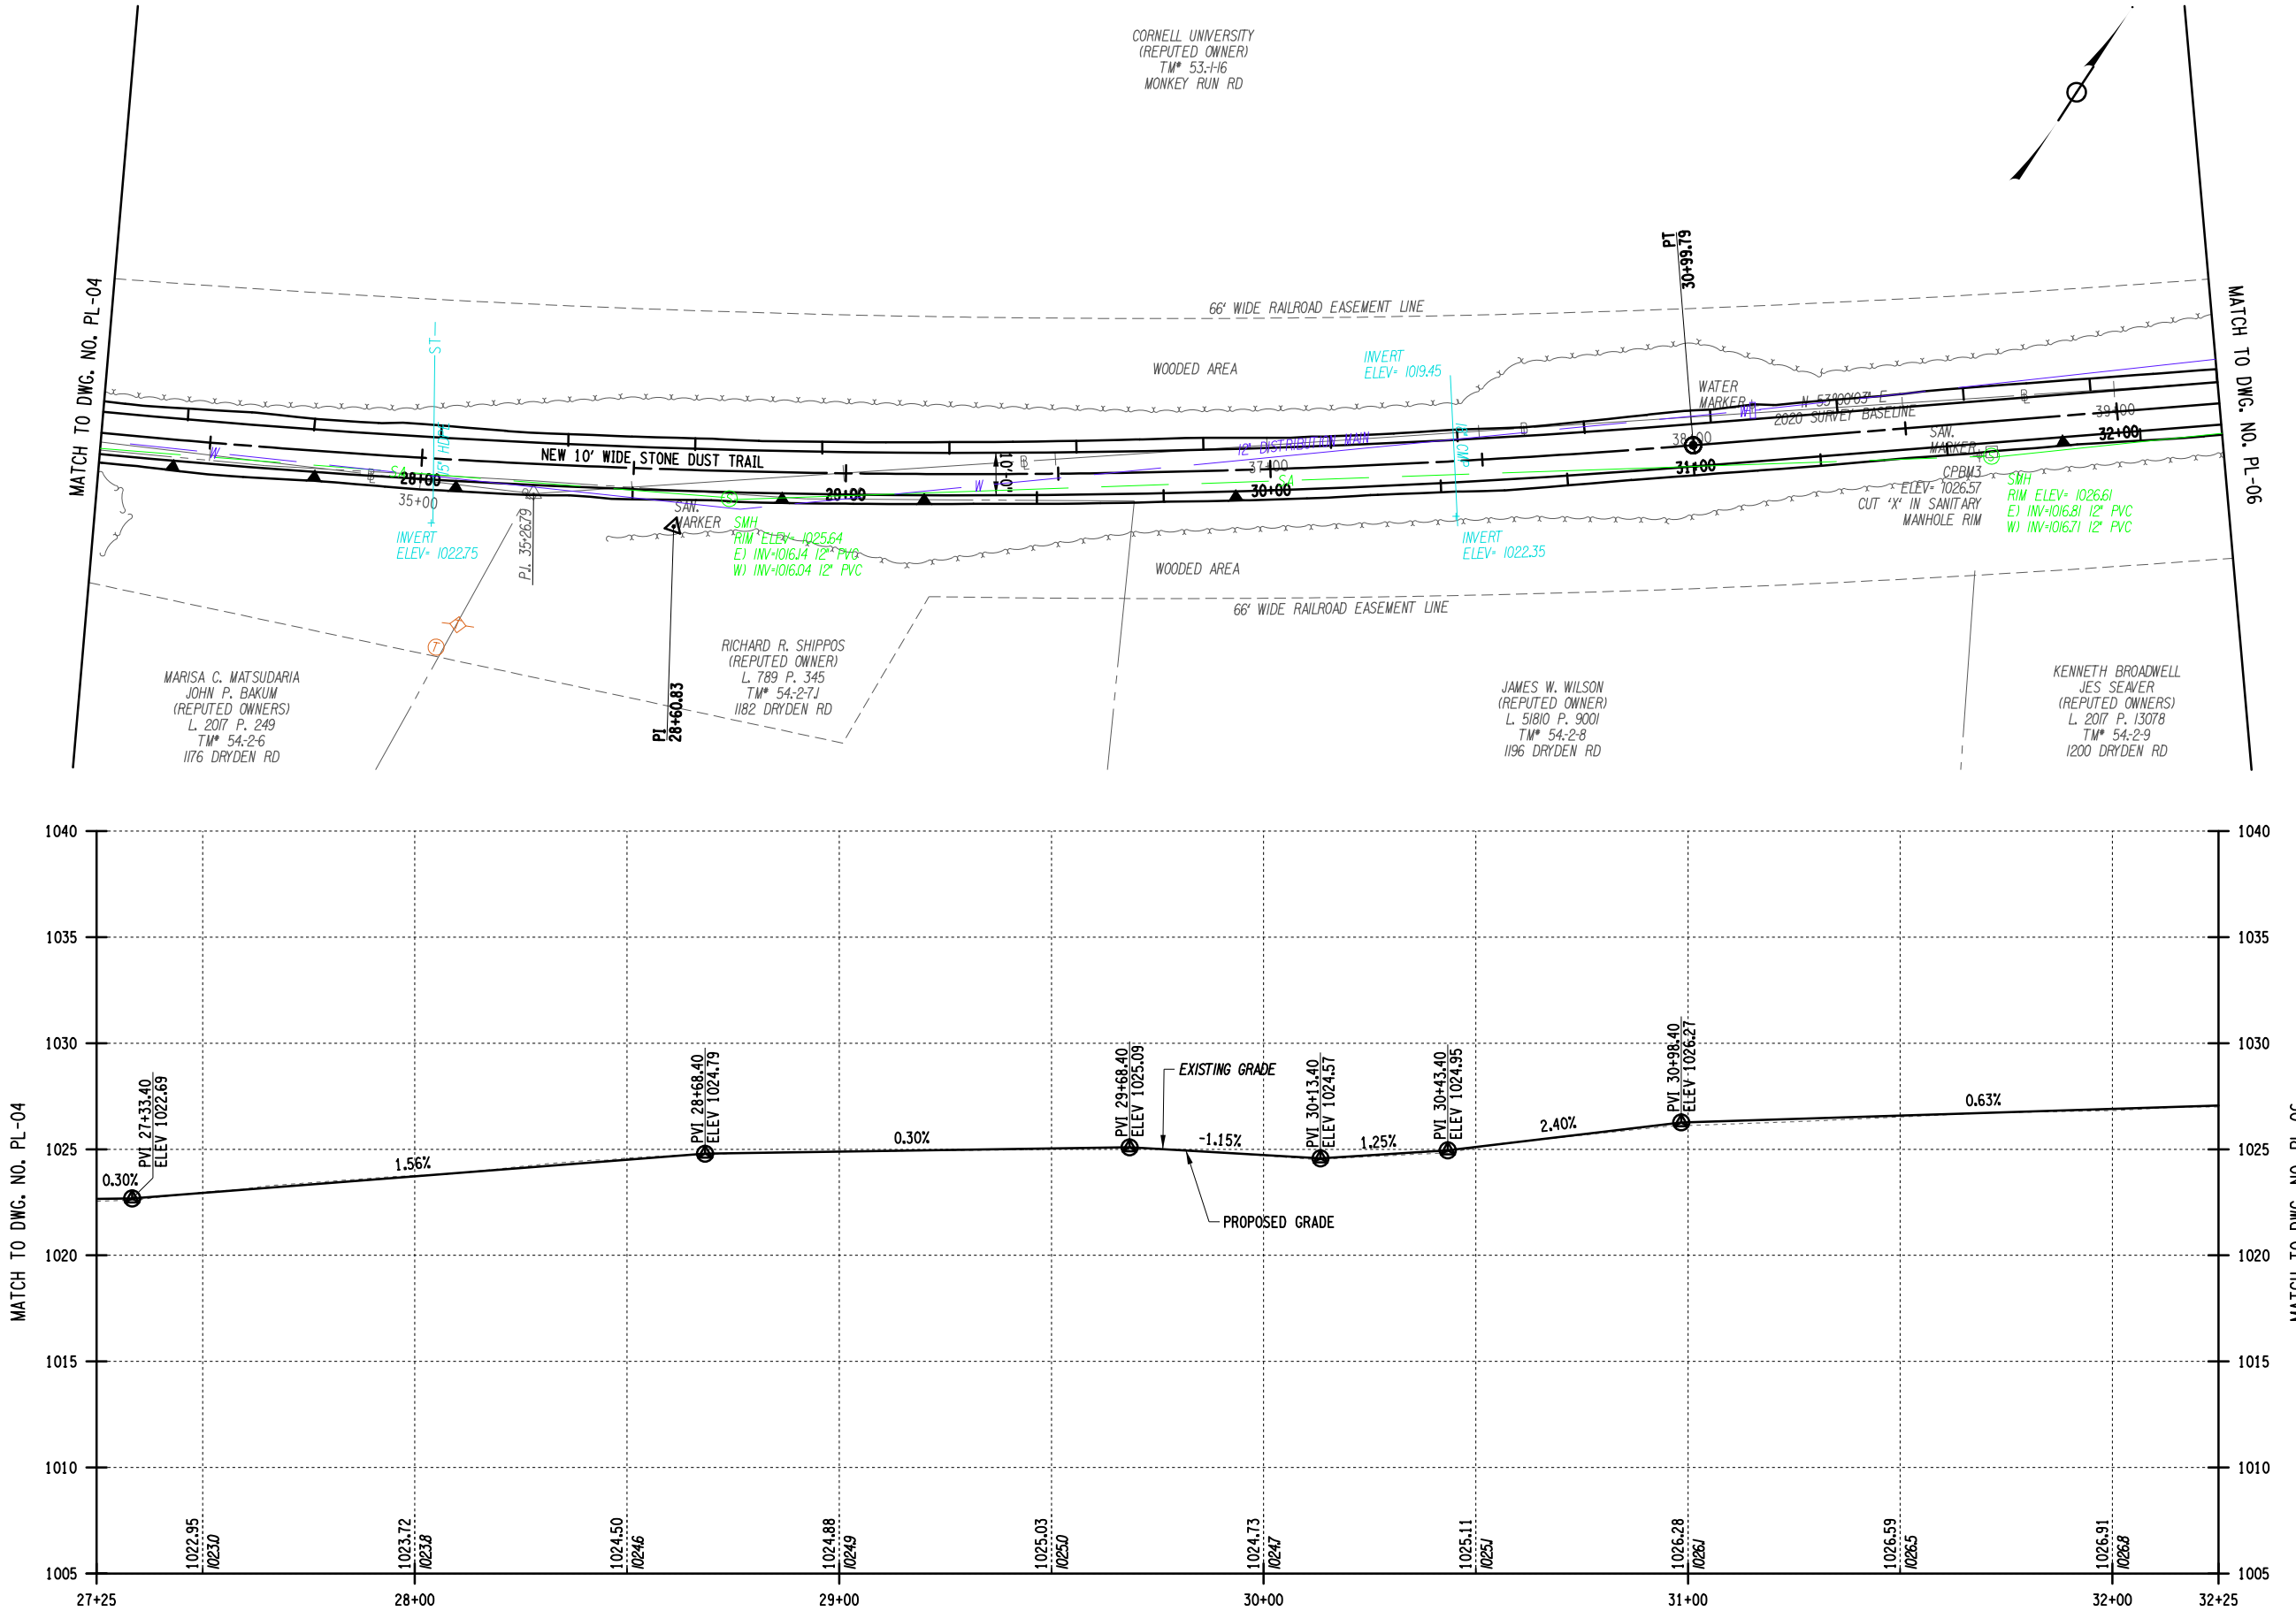 CORNELL UNIVERSITY
(REPUTED OWNER)
TM# 53.-1-16
MONKEY RUN RD
MATCH TO DWG. NO. PL-04
MATCH TO DWG. NO. PL-06
PT
30+99.79
66' WIDE RAILROAD EASEMENT LINE
ST
WOODED AREA
INVERT
ELEV= 1019.45
WATER
MARKER
N 53°00'03" E
2020 SURVEY BASELINE
39+00
38+00
37+00
35+00
W
12" DISTRIBUTION MAIN
NEW 10' WIDE STONE DUST TRAIL
10'-0"
SA
W
SA
W
28+00
29+00
30+00
31+00
32+00
SAN.
MARKER
CPBM3
ELEV= 1026.57
CUT 'X' IN SANITARY
MANHOLE RIM
SMH
RIM ELEV= 1026.61
E) INV=1016.81 12" PVC
W) INV=1016.71 12" PVC
SAN.
MARKER
SMH
RIM ELEV= 1025.64
E) INV=1016.14 12" PVC
W) INV=1016.04 12" PVC
INVERT
ELEV= 1022.75
P.I. 35+26.79
INVERT
ELEV= 1022.35
WOODED AREA
66' WIDE RAILROAD EASEMENT LINE
T
MARISA C. MATSUDARIA
JOHN P. BAKUM
(REPUTED OWNERS)
L. 2017 P. 249
TM# 54.-2-6
1176 DRYDEN RD
PI
28+60.83
RICHARD R. SHIPPOS
(REPUTED OWNER)
L. 789 P. 345
TM# 54.-2-7.1
1182 DRYDEN RD
JAMES W. WILSON
(REPUTED OWNER)
L. 51810 P. 9001
TM# 54.-2-8
1196 DRYDEN RD
KENNETH BROADWELL
JES SEAVER
(REPUTED OWNERS)
L. 2017 P. 13078
TM# 54.-2-9
1200 DRYDEN RD
1040
1040
1035
1035
1030
1030
1025
1025
1020
1020
1015
1015
1010
1010
1005
1005
MATCH TO DWG. NO. PL-04
PVI 27+33.40
ELEV 1022.69
PVI 28+68.40
ELEV 1024.79
PVI 29+68.40
ELEV 1025.09
PVI 30+13.40
ELEV 1024.57
PVI 30+43.40
ELEV 1024.95
PVI 30+98.40
ELEV 1026.27
EXISTING GRADE
PROPOSED GRADE
0.30%
1.56%
0.30%
-1.15%
1.25%
2.40%
0.63%
1022.95
1023.0
1023.72
1023.8
1024.50
1024.6
1024.88
1024.9
1025.03
1025.0
1024.73
1024.7
1025.11
1025.1
1026.28
1026.1
1026.59
1026.5
1026.91
1026.8
27+25
28+00
29+00
30+00
31+00
32+00
32+25